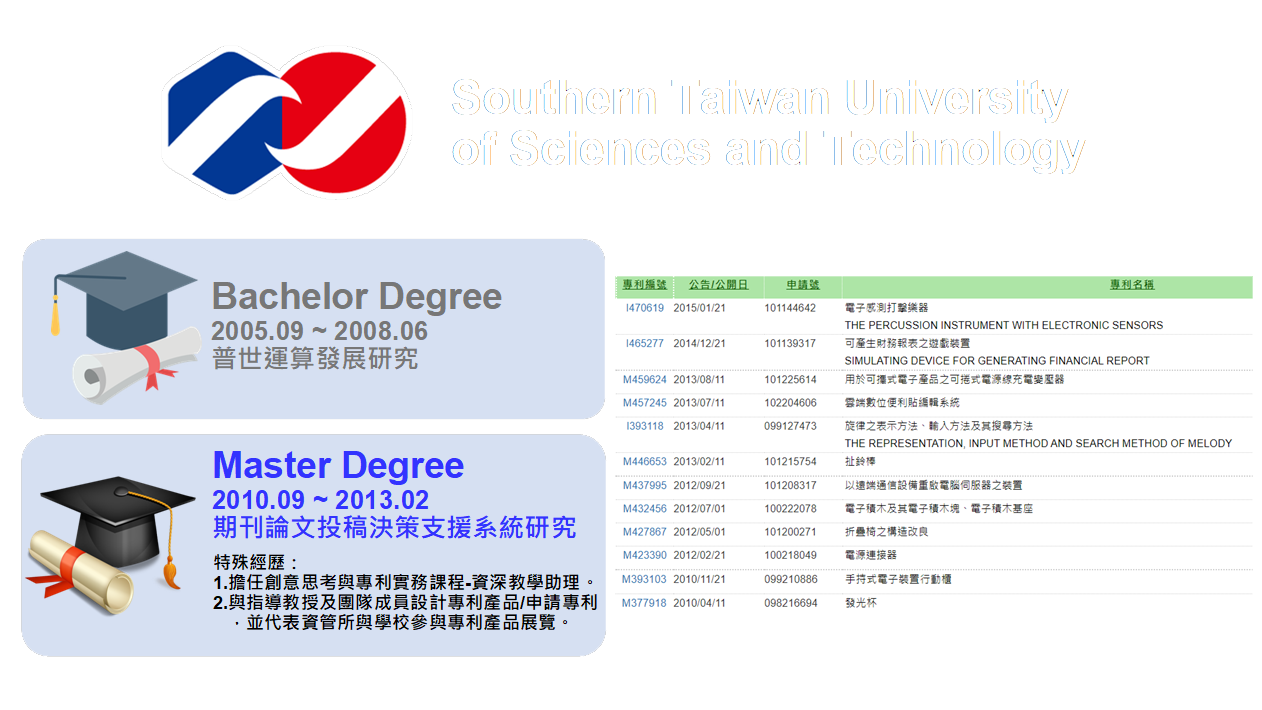 Southern Taiwan University
of Sciences and Technology
Bachelor Degree
2005.09 ~ 2008.06
普世運算發展研究
Master Degree
2010.09 ~ 2013.02
期刊論文投稿決策支援系統研究
特殊經歷：
1.擔任創意思考與專利實務課程-資深教學助理。
2.與指導教授及團隊成員設計專利產品/申請專利
，並代表資管所與學校參與專利產品展覽。
專利編號 公告/公開日 申請號 專利名稱
I470619 2015/01/21 101144642 電子感測打擊樂器
THE PERCUSSION INSTRUMENT WITH ELECTRONIC SENSORS
I465277 2014/12/21 101139317 可產生財務報表之遊戲裝置
SIMULATING DEVICE FOR GENERATING FINANCIAL REPORT
M459624 2013/08/11 101225614 用於可攜式電子產品之可捲式電源線充電變壓器
M457245 2013/07/11 102204606 雲端數位便利貼編輯系統
I393118 2013/04/11 099127473 旋律之表示方法、輸入方法及其搜尋方法
THE REPRESENTATION, INPUT METHOD AND SEARCH METHOD OF MELODY
M446653 2013/02/11 101215754 扯鈴棒
M437995 2012/09/21 101208317 以遠端通信設備重啟電腦伺服器之裝置
M432456 2012/07/01 100222078 電子積木及其電子積木塊、電子積木基座
M427867 2012/05/01 101200271 折疊椅之構造改良
M423390 2012/02/21 100218049 電源連接器
M393103 2010/11/21 099210886 手持式電子裝置行動櫃
M377918 2010/04/11 098216694 發光杯